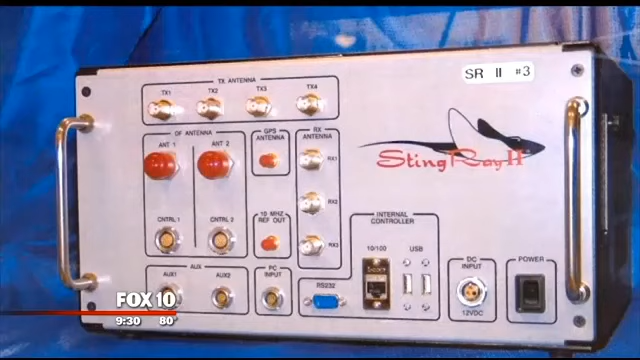 SR II #3
TX ANTENNA
TX1 TX2 TX3 TX4
DF ANTENNA
ANT 1 ANT 2
GPS ANTENNA
RX ANTENNA
RX1
RX2
RX3
StingRay II
CNTRL 1 CNTRL 2
10 MHZ REF OUT
INTERNAL CONTROLLER
10/100 USB
AUX
AUX1 AUX2
PC INPUT
RS232
DC INPUT
12VDC
POWER
FOX 10
9:30 80°